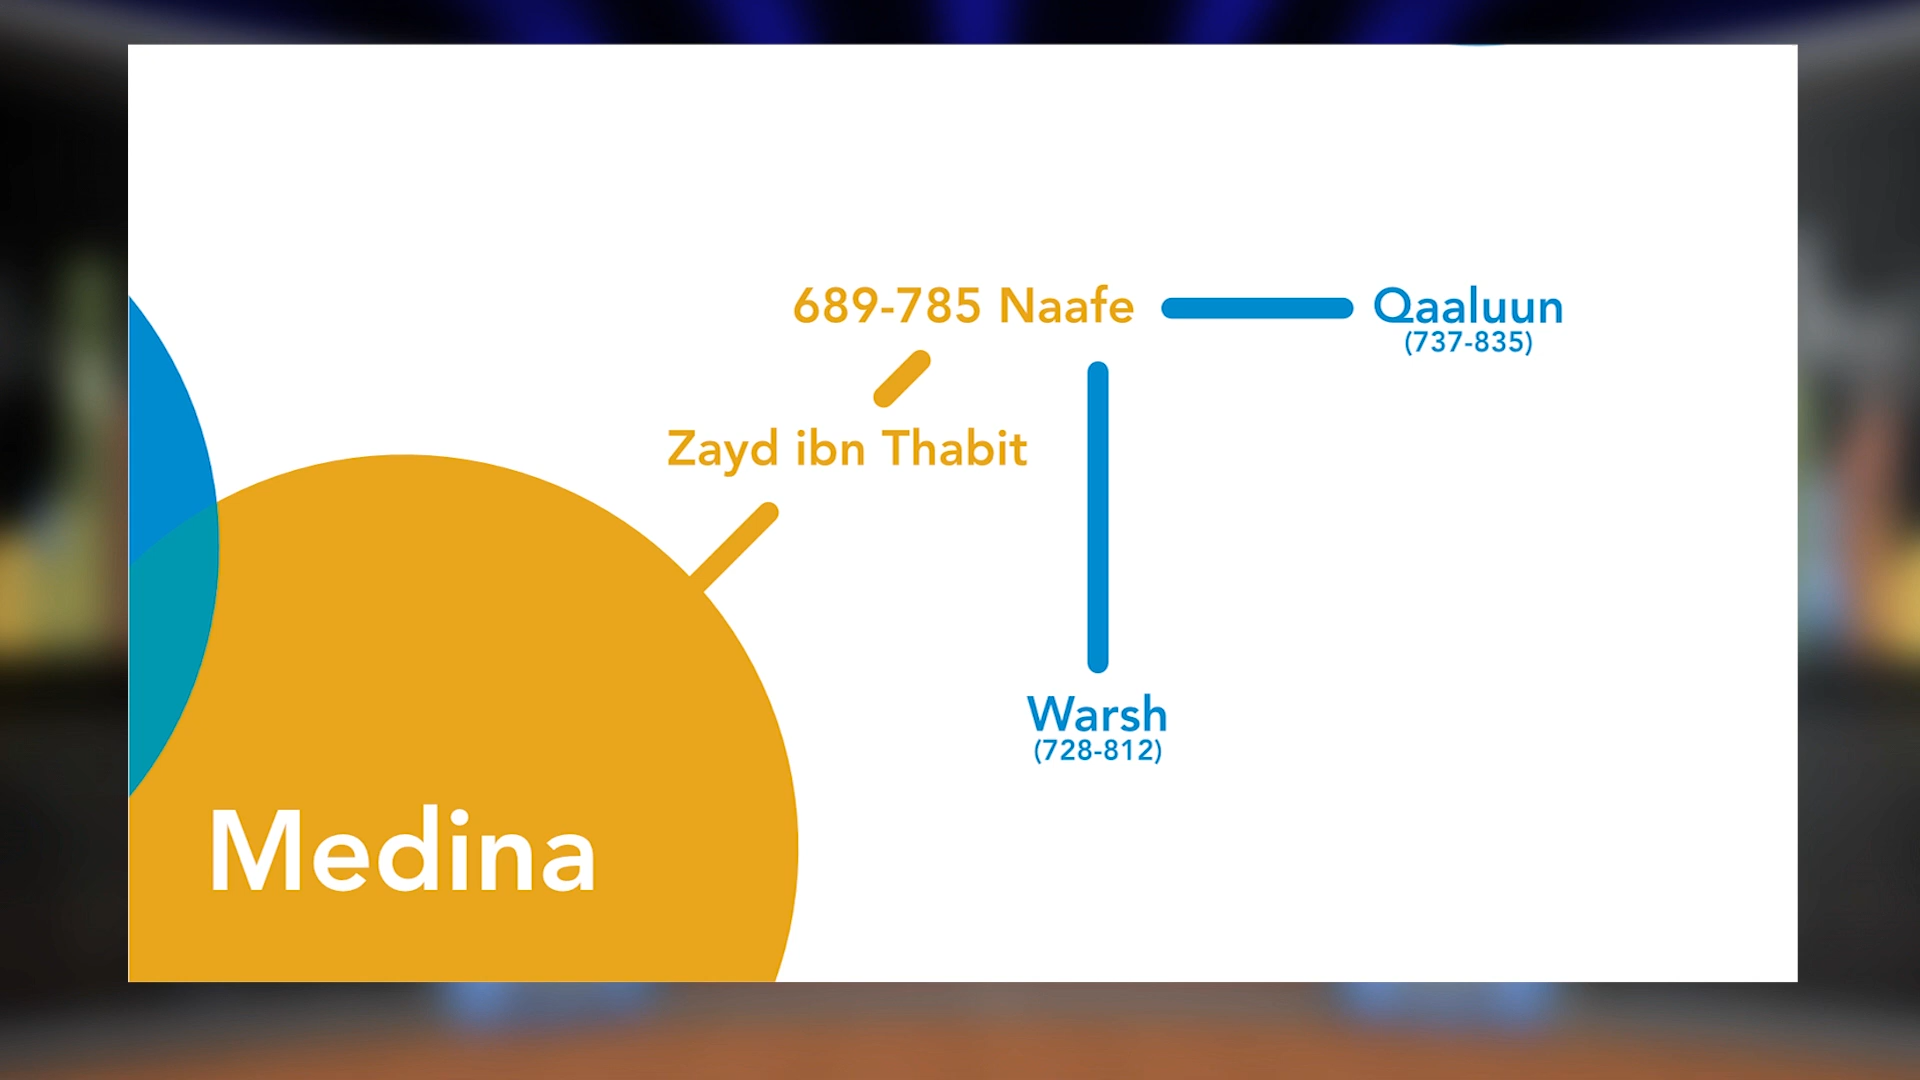 689-785 Naafe
Qaaluun
(737-835)
Zayd ibn Thabit
Warsh
(728-812)
Medina